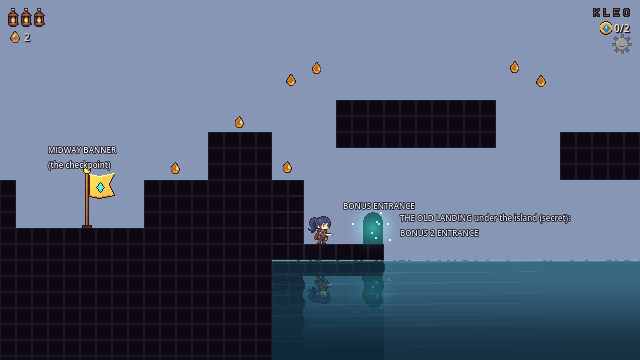 KLEO
2
0/2
MIDWAY BANNER
(the checkpoint)
BONUS ENTRANCE
THE OLD LANDING under the island (secret):
BONUS 2 ENTRANCE